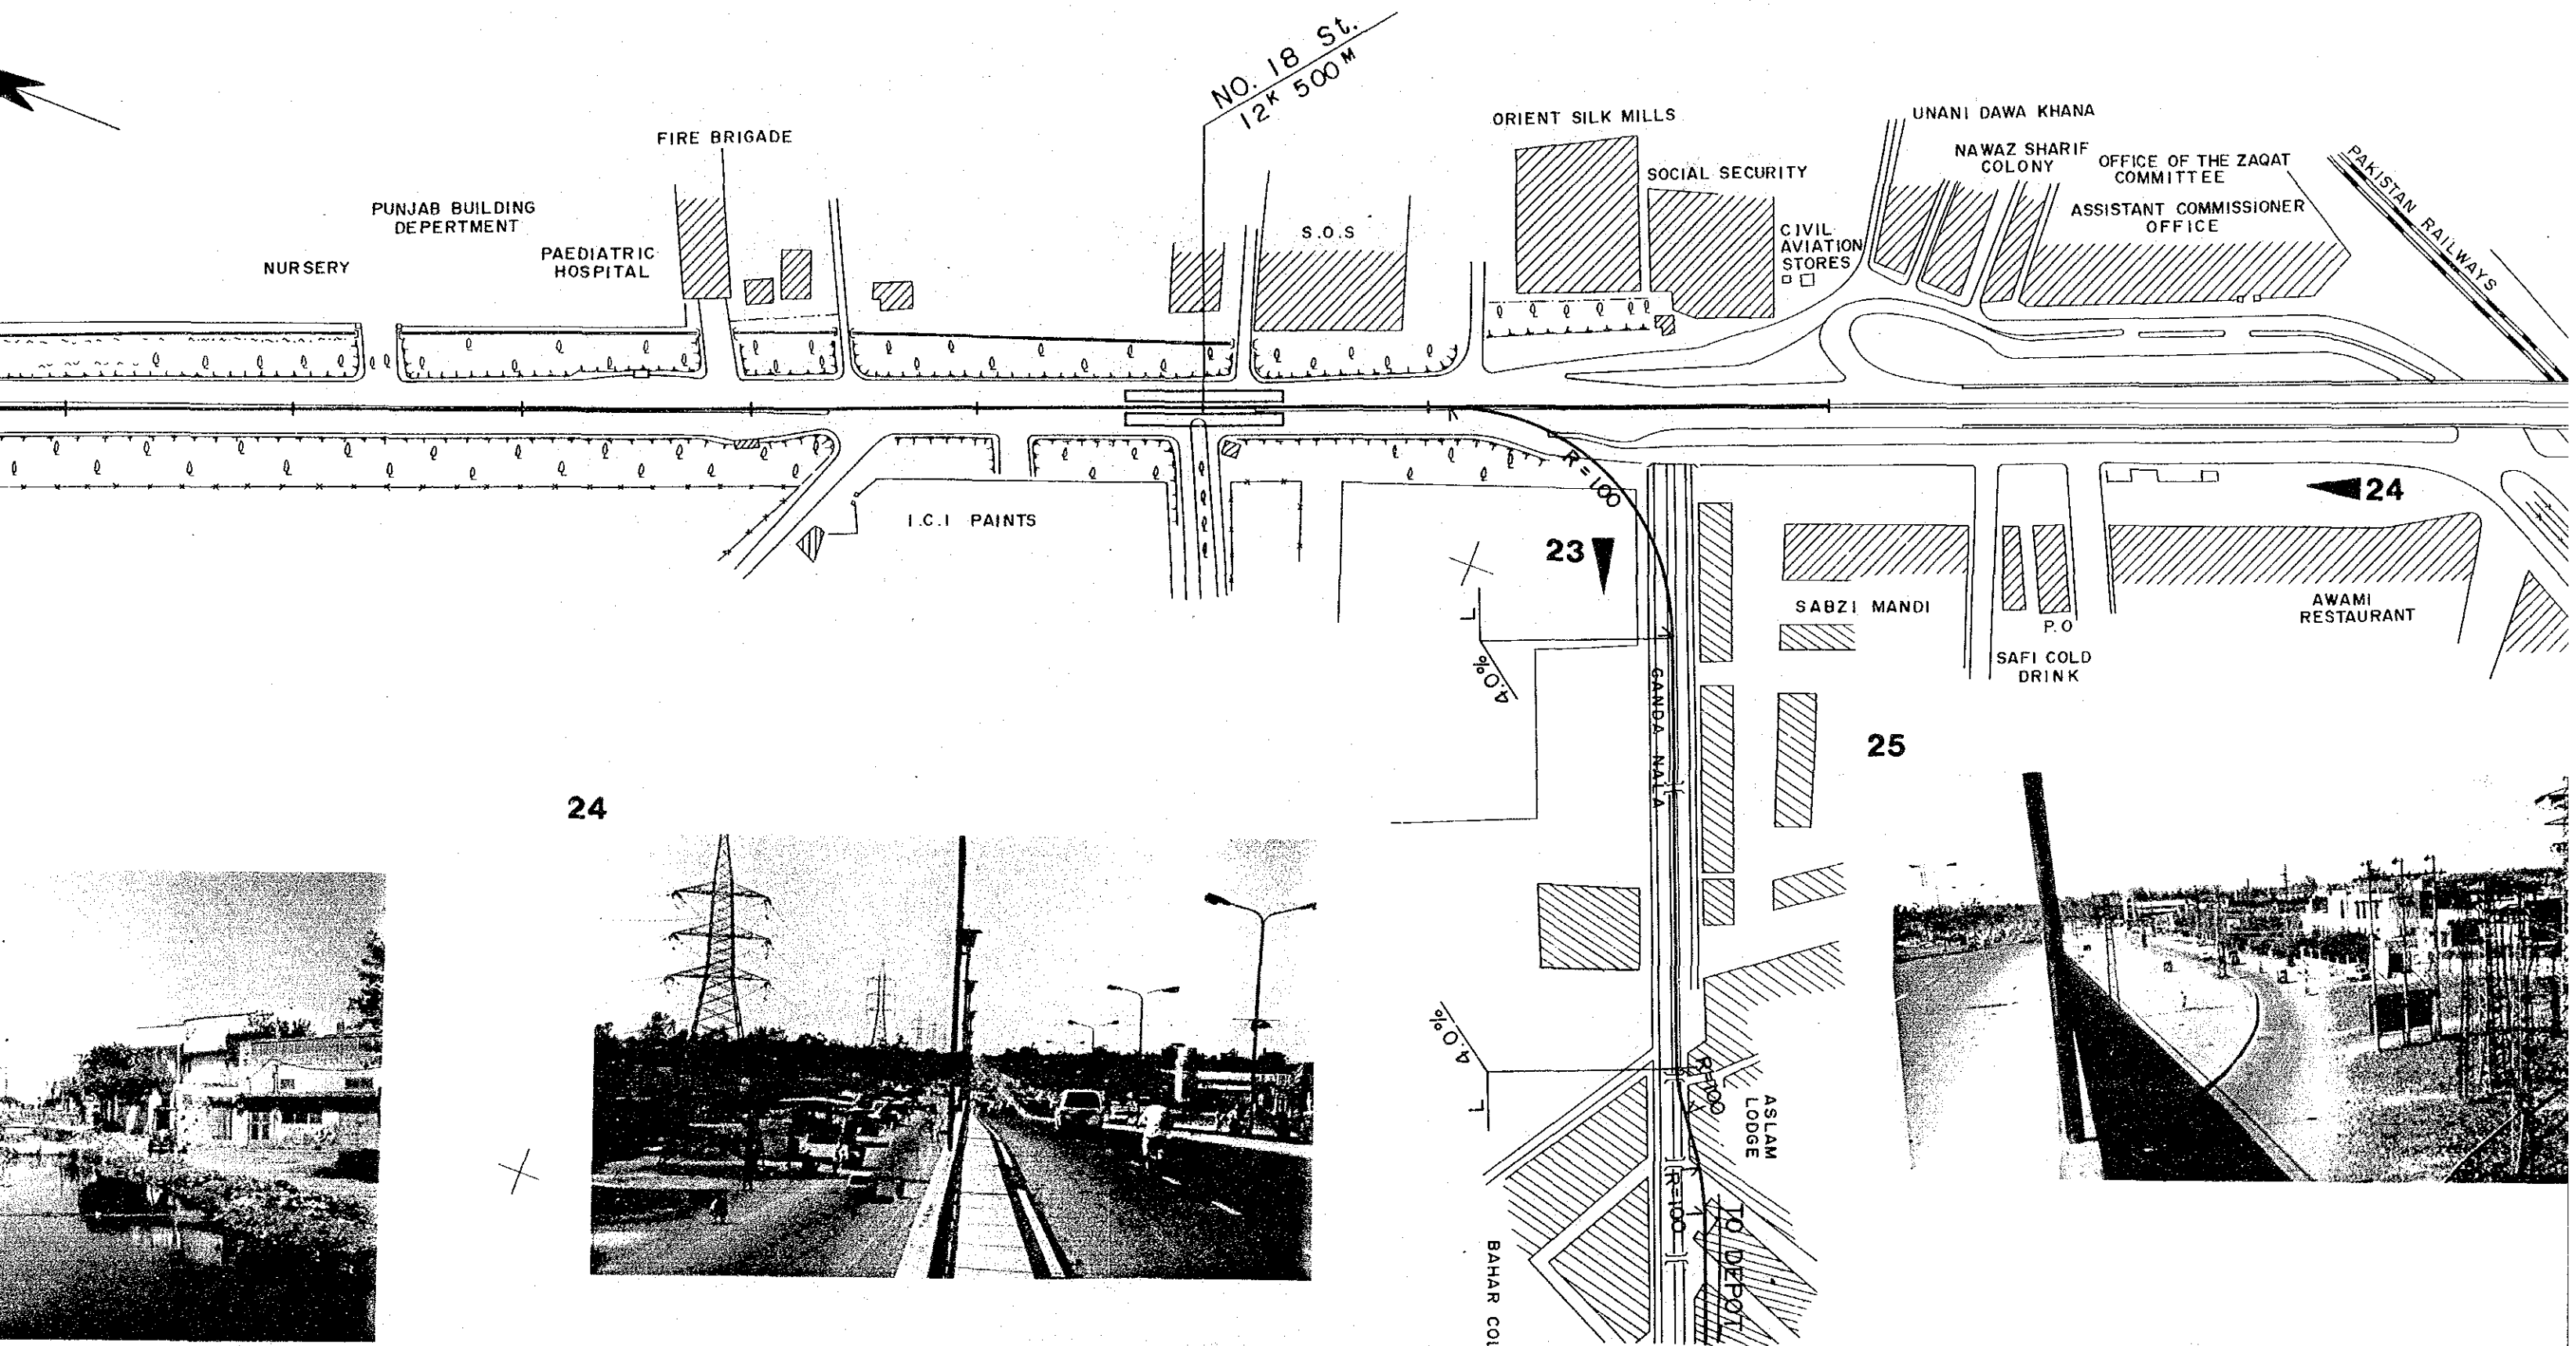 NO. 18 St.
12K 500M
FIRE BRIGADE
PUNJAB BUILDING
DEPERTMENT
PAEDIATRIC
HOSPITAL
NURSERY
S.O.S
ORIENT SILK MILLS
SOCIAL SECURITY
CIVIL
AVIATION
STORES
UNANI DAWA KHANA
NAWAZ SHARIF
COLONY
OFFICE OF THE ZAQAT
COMMITTEE
ASSISTANT COMMISSIONER
OFFICE
PAKISTAN RAILWAYS
R=100
I.C.I PAINTS
23
24
SABZI MANDI
P.O
SAFI COLD
DRINK
AWAMI
RESTAURANT
L
4.0%
GANDA NALA
25
24
4.0%
L
R=100
ASLAM
LODGE
R=100
TO DEPOT
BAHAR COL